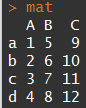 > mat
  A B  C
a 1 5  9
b 2 6 10
c 3 7 11
d 4 8 12